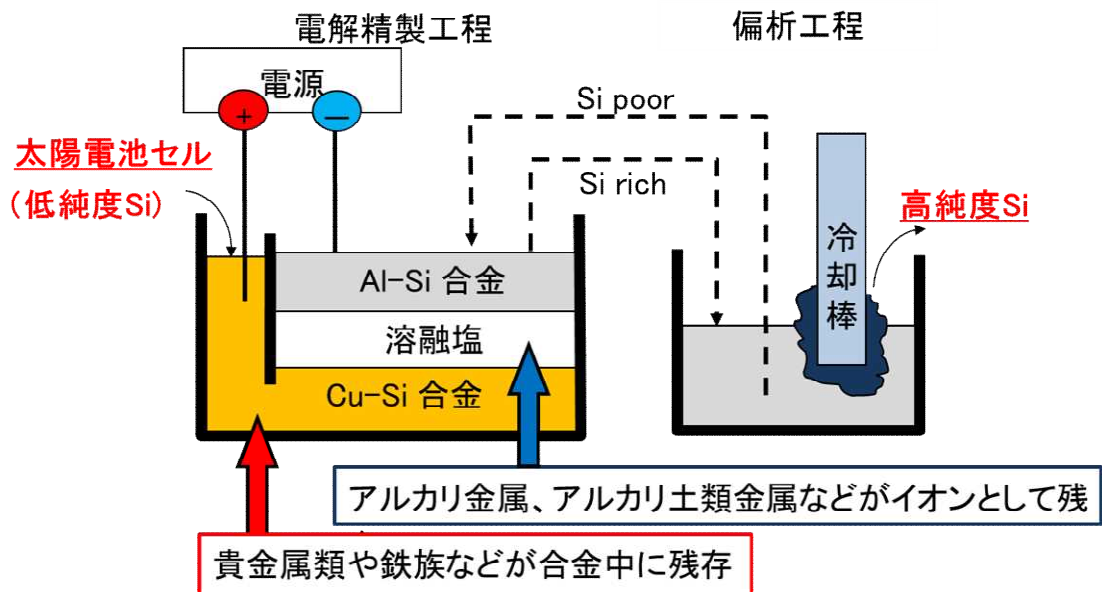 電解精製工程
偏析工程
電源
+
−
Si poor
Si rich
太陽電池セル
(低純度Si)
高純度Si
冷却棒
Al−Si 合金
溶融塩
Cu−Si 合金
アルカリ金属、アルカリ土類金属などがイオンとして残
貴金属類や鉄族などが合金中に残存